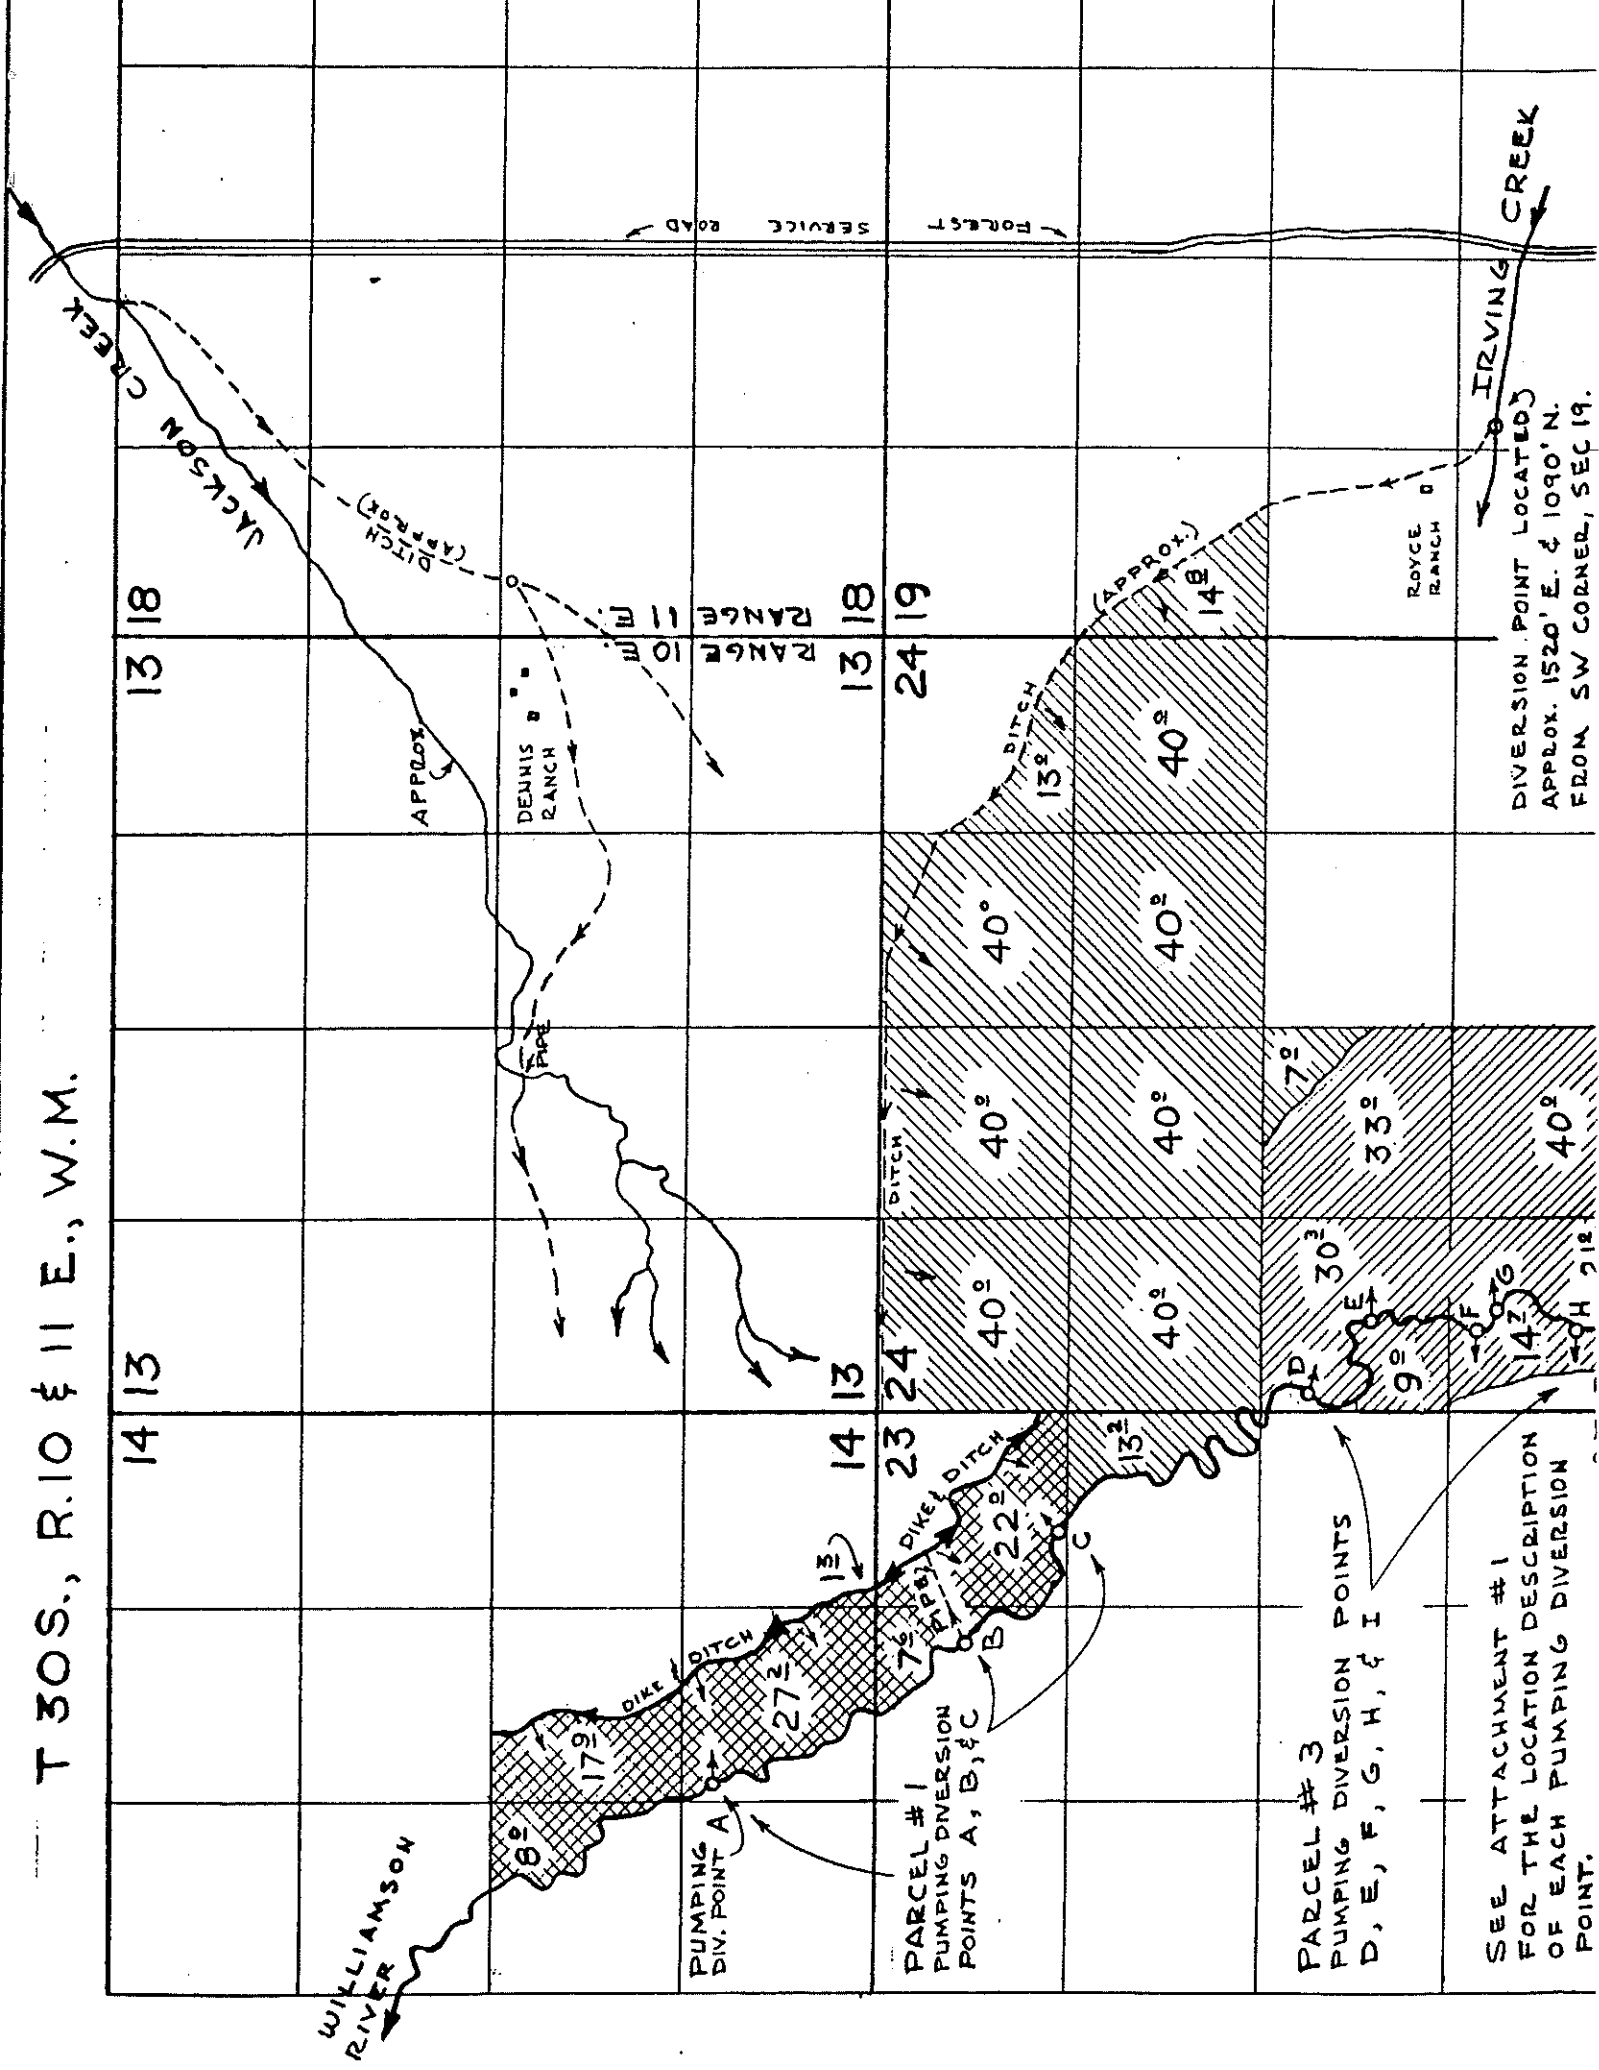 T 30S., R.10 & 11 E., W.M.
WILLIAMSON
RIVER
14 13
13 18
JACKSON CREEK
DITCH
(APPROX)
APPROX.
DENNIS
RANCH
PIPE
RANGE 11 E.
RANGE 10 E.
FOREST SERVICE ROAD
14 13
23 24
13 18
24 19
8 0
17 9
DIKE DITCH
27 2
1 3
7 6
PIPE
DIKE & DITCH
22 0
13 2
PUMPING
DIV. POINT A
B
C
PARCEL #1
PUMPING DIVERSION
POINTS A, B, & C
DITCH
40 0
40 0
40 0
13 0
DITCH
(APPROX.)
40 0
40 0
40 0
40 0
14 8
ROYCE
RANCH
D
30 3
E
9 0
7 0
33 0
F
G
14 7
H
40 0
PARCEL #3
PUMPING DIVERSION POINTS
D, E, F, G, H, & I
SEE ATTACHMENT #1
FOR THE LOCATION DESCRIPTION
OF EACH PUMPING DIVERSION
POINT.
IRVING CREEK
DIVERSION POINT LOCATED
APPROX. 1520' E. & 1090' N.
FROM SW CORNER, SEC 19.